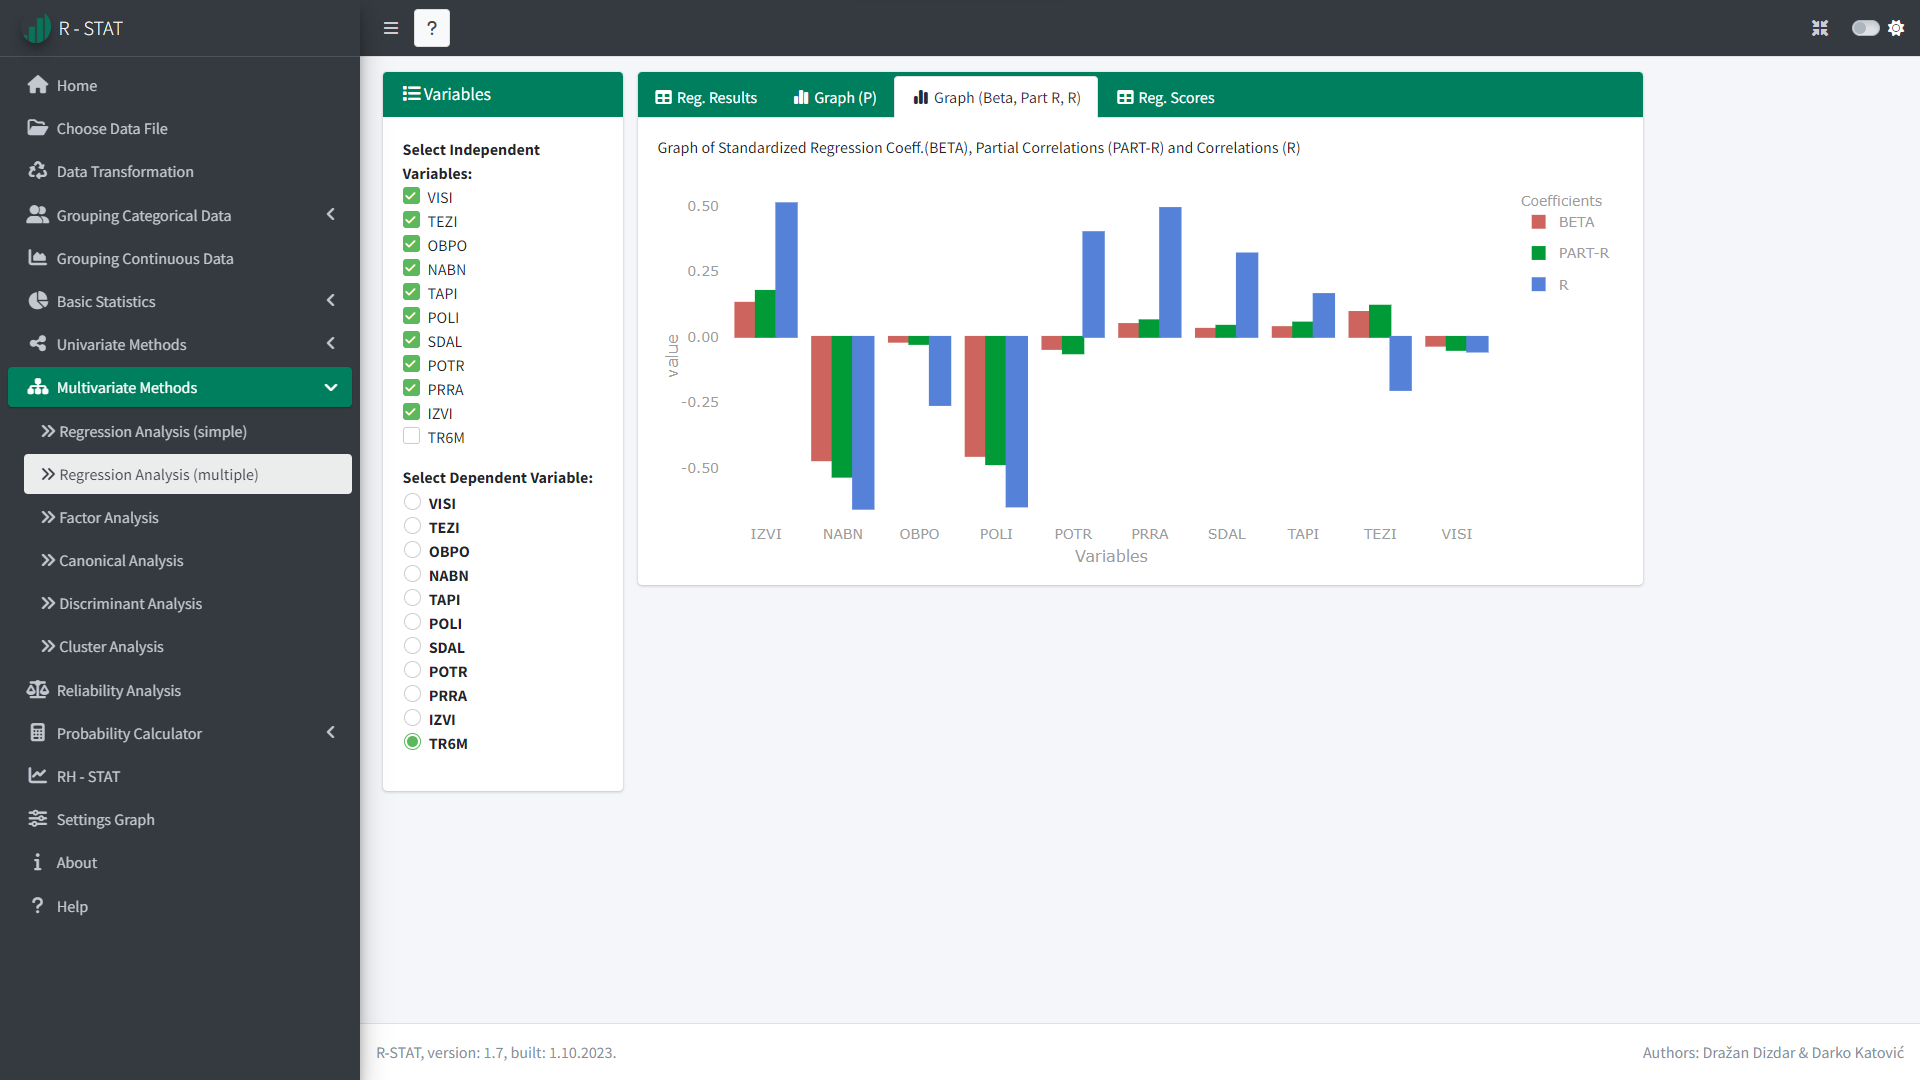 R - STAT
?
Home
Choose Data File
Data Transformation
Grouping Categorical Data
Grouping Continuous Data
Basic Statistics
Univariate Methods
Multivariate Methods
Regression Analysis (simple)
Regression Analysis (multiple)
Factor Analysis
Canonical Analysis
Discriminant Analysis
Cluster Analysis
Reliability Analysis
Probability Calculator
RH - STAT
Settings Graph
About
Help
Variables
Select Independent
Variables:
VISI
TEZI
OBPO
NABN
TAPI
POLI
SDAL
POTR
PRRA
IZVI
TR6M
Select Dependent Variable:
VISI
TEZI
OBPO
NABN
TAPI
POLI
SDAL
POTR
PRRA
IZVI
TR6M
Reg. Results Graph (P) Graph (Beta, Part R, R) Reg. Scores
Graph of Standardized Regression Coeff.(BETA), Partial Correlations (PART-R) and Correlations (R)
0.50
0.25
0.00
-0.25
-0.50
value
IZVI NABN OBPO POLI POTR PRRA SDAL TAPI TEZI VISI
Variables
Coefficients
BETA
PART-R
R
R-STAT, version: 1.7, built: 1.10.2023.
Authors: Dražan Dizdar & Darko Katović